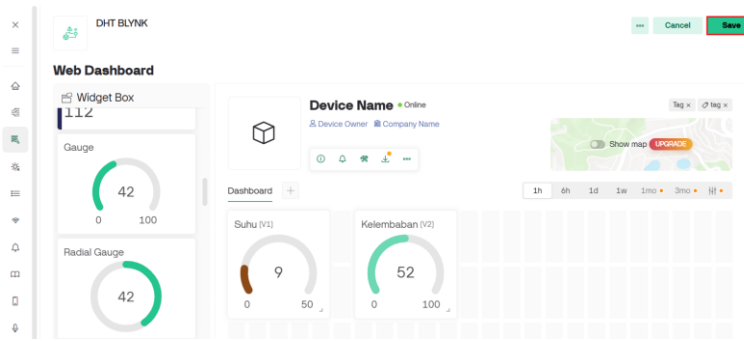 DHT BLYNK
Cancel
Save
Web Dashboard
Widget Box
112
Gauge
42
0 100
Radial Gauge
42
Device Name Online
Device Owner Company Name
Tag × tag ×
Show map UPGRADE
Dashboard +
1h 6h 1d 1w 1mo 3mo
Suhu (V1)
9
0 50
Kelembaban (V2)
52
0 100